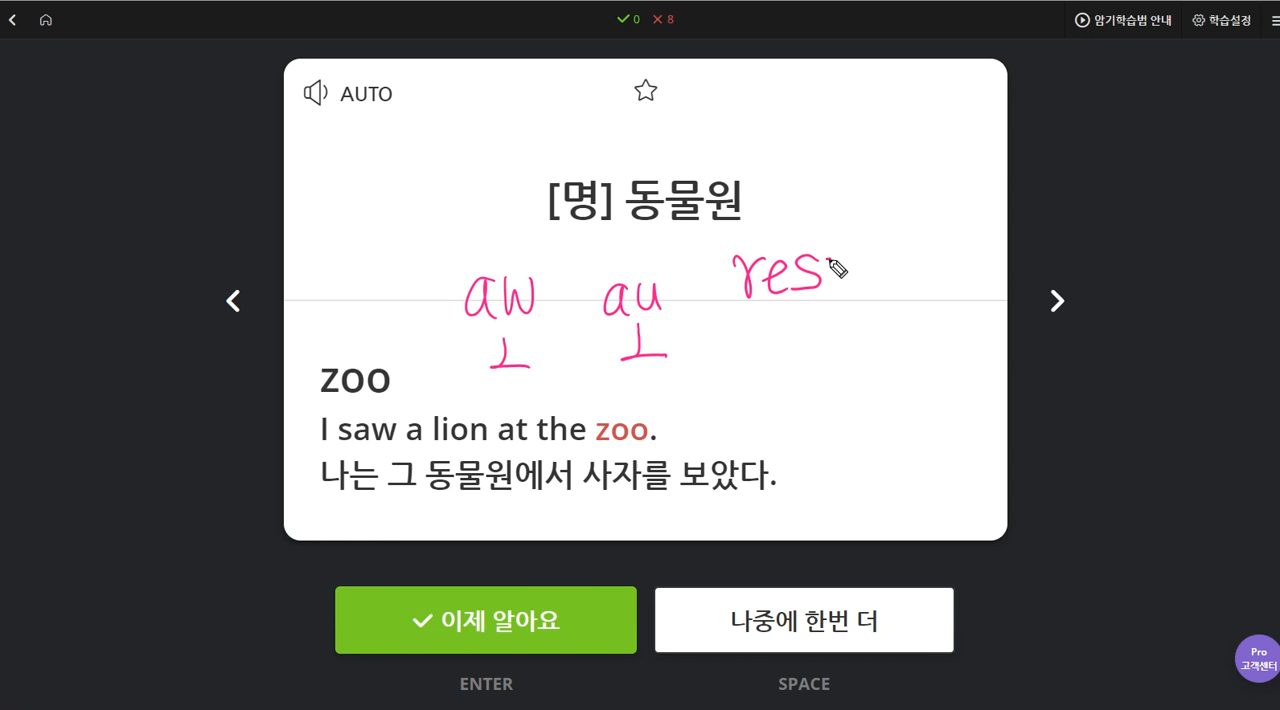 0 8 암기학습법 안내 학습설정
AUTO
[명] 동물원
aw au res
ㅗ ㅗ
zoo
I saw a lion at the zoo.
나는 그 동물원에서 사자를 보았다.
이제 알아요 나중에 한번 더
ENTER SPACE
Pro
고객센터